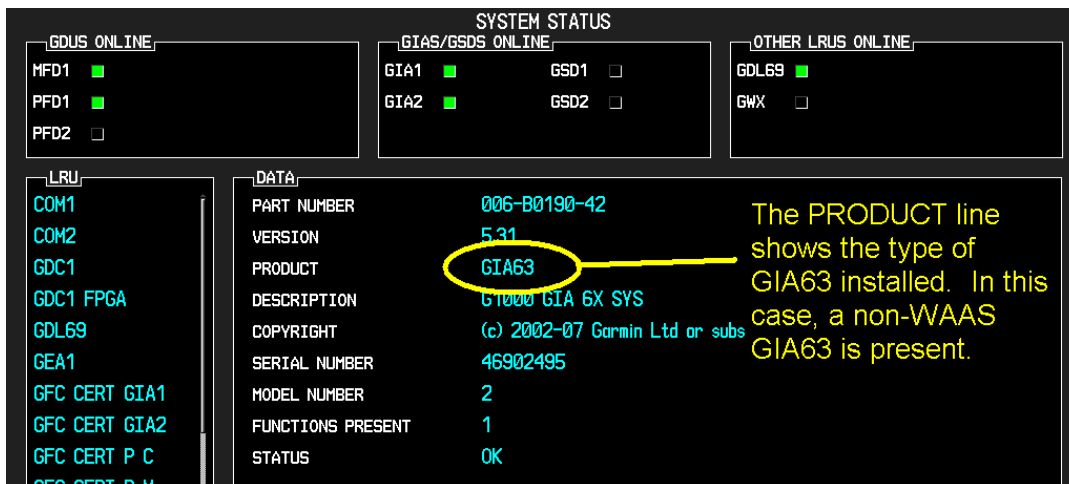 SYSTEM STATUS
GDUS ONLINE
MFD1
PFD1
PFD2
GIAS/GSDS ONLINE
GIA1 GSD1
GIA2 GSD2
OTHER LRUS ONLINE
GDL69
GWX
LRU
COM1
COM2
GDC1
GDC1 FPGA
GDL69
GEA1
GFC CERT GIA1
GFC CERT GIA2
GFC CERT P C
DATA
PART NUMBER 006-B0190-42
VERSION 5.31
PRODUCT GIA63
DESCRIPTION G1000 GIA 6X SYS
COPYRIGHT (c) 2002-07 Garmin Ltd or subs
SERIAL NUMBER 46902495
MODEL NUMBER 2
FUNCTIONS PRESENT 1
STATUS OK
The PRODUCT line
shows the type of
GIA63 installed. In this
case, a non-WAAS
GIA63 is present.